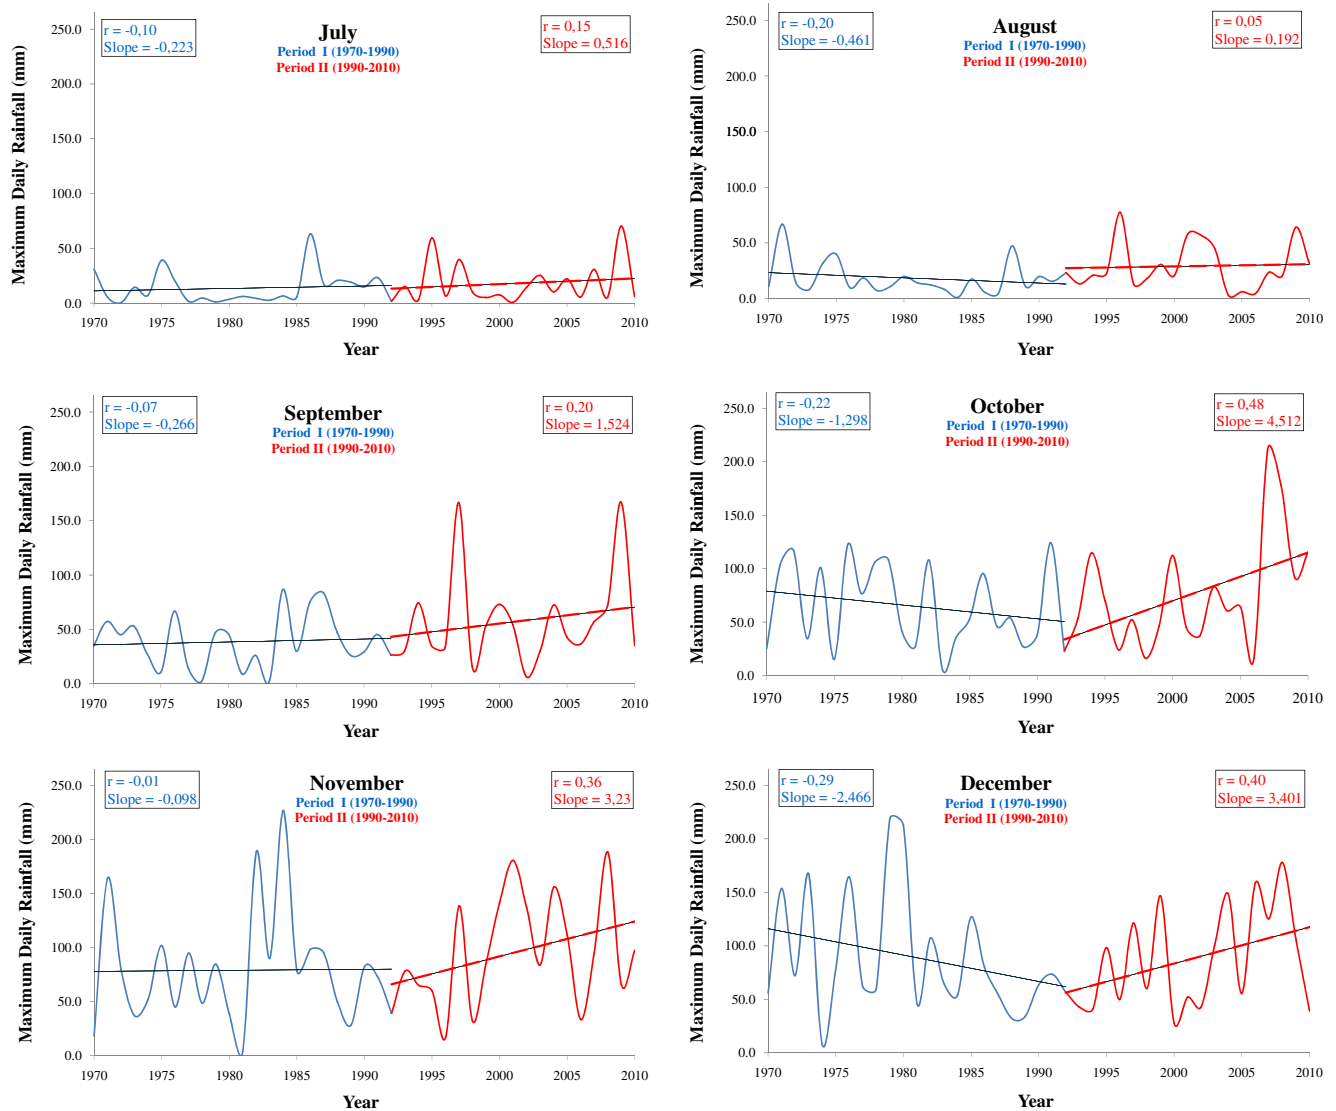 r = -0,10
Slope = -0,223
July
Period I (1970-1990)
Period II (1990-2010)
r = 0,15
Slope = 0,516
Maximum Daily Rainfall (mm)
250.0
200.0
150.0
100.0
50.0
0.0
1970 1975 1980 1985 1990 1995 2000 2005 2010
Year
r = -0,20
Slope = -0,461
August
Period I (1970-1990)
Period II (1990-2010)
r = 0,05
Slope = 0,192
Maximum Daily Rainfall (mm)
250.0
200.0
150.0
100.0
50.0
0.0
1970 1975 1980 1985 1990 1995 2000 2005 2010
Year
r = -0,07
Slope = -0,266
September
Period I (1970-1990)
Period II (1990-2010)
r = 0,20
Slope = 1,524
Maximum Daily Rainfall (mm)
250.0
200.0
150.0
100.0
50.0
0.0
1970 1975 1980 1985 1990 1995 2000 2005 2010
Year
r = -0,22
Slope = -1,298
October
Period I (1970-1990)
Period II (1990-2010)
r = 0,48
Slope = 4,512
Maximum Daily Rainfall (mm)
250.0
200.0
150.0
100.0
50.0
0.0
1970 1975 1980 1985 1990 1995 2000 2005 2010
Year
r = -0,01
Slope = -0,098
November
Period I (1970-1990)
Period II (1990-2010)
r = 0,36
Slope = 3,23
Maximum Daily Rainfall (mm)
250.0
200.0
150.0
100.0
50.0
0.0
1970 1975 1980 1985 1990 1995 2000 2005 2010
Year
r = -0,29
Slope = -2,466
December
Period I (1970-1990)
Period II (1990-2010)
r = 0,40
Slope = 3,401
Maximum Daily Rainfall (mm)
250.0
200.0
150.0
100.0
50.0
0.0
1970 1975 1980 1985 1990 1995 2000 2005 2010
Year